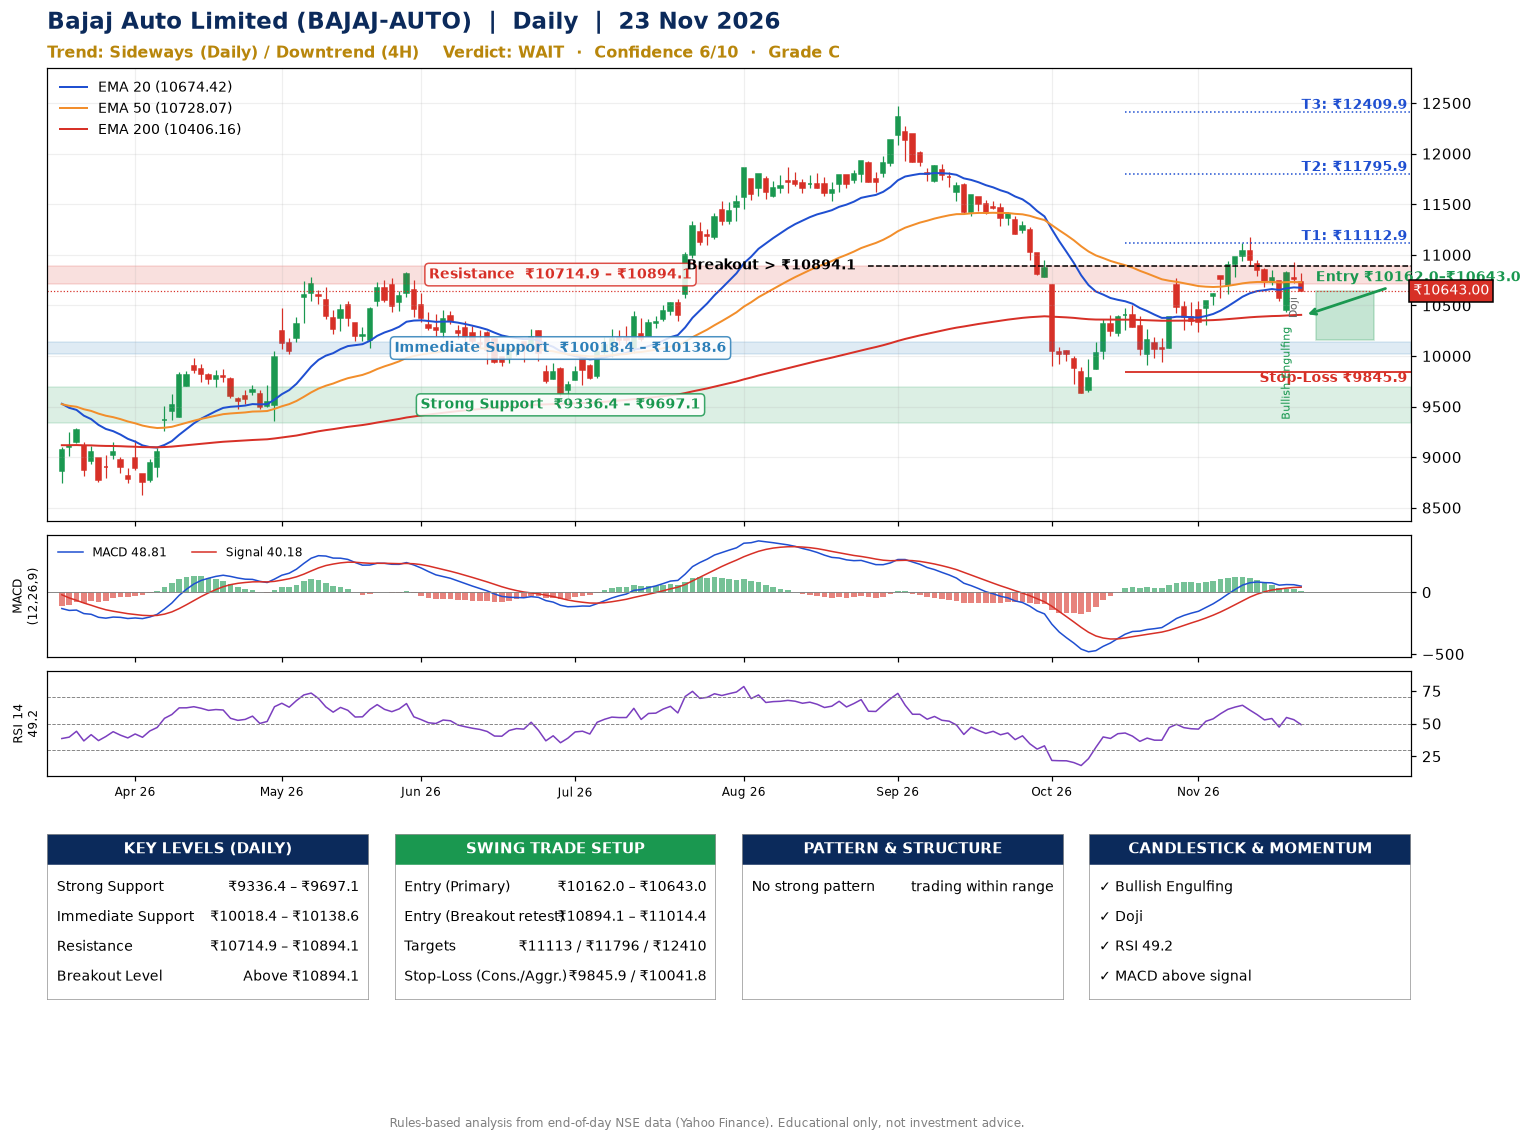 Bajaj Auto Limited (BAJAJ-AUTO) | Daily | 23 Nov 2026
Trend: Sideways (Daily) / Downtrend (4H) Verdict: WAIT · Confidence 6/10 · Grade C
EMA 20 (10674.42)
EMA 50 (10728.07)
EMA 200 (10406.16)
T3: ₹12409.9
T2: ₹11795.9
T1: ₹11112.9
Breakout > ₹10894.1
Resistance ₹10714.9 – ₹10894.1
Entry ₹10162.0–₹10643.0
₹10643.00
Doji
Bullish Engulfing
Immediate Support ₹10018.4 – ₹10138.6
Stop-Loss ₹9845.9
Strong Support ₹9336.4 – ₹9697.1
12500
12000
11500
11000
10500
10000
9500
9000
8500
MACD 48.81 Signal 40.18
MACD
(12,26,9)
0
−500
RSI 14
49.2
75
50
25
Apr 26 May 26 Jun 26 Jul 26 Aug 26 Sep 26 Oct 26 Nov 26
KEY LEVELS (DAILY)
Strong Support ₹9336.4 – ₹9697.1
Immediate Support ₹10018.4 – ₹10138.6
Resistance ₹10714.9 – ₹10894.1
Breakout Level Above ₹10894.1
SWING TRADE SETUP
Entry (Primary) ₹10162.0 – ₹10643.0
Entry (Breakout retest) ₹10894.1 – ₹11014.4
Targets ₹11113 / ₹11796 / ₹12410
Stop-Loss (Cons./Aggr.) ₹9845.9 / ₹10041.8
PATTERN & STRUCTURE
No strong pattern trading within range
CANDLESTICK & MOMENTUM
✓ Bullish Engulfing
✓ Doji
✓ RSI 49.2
✓ MACD above signal
Rules-based analysis from end-of-day NSE data (Yahoo Finance). Educational only, not investment advice.